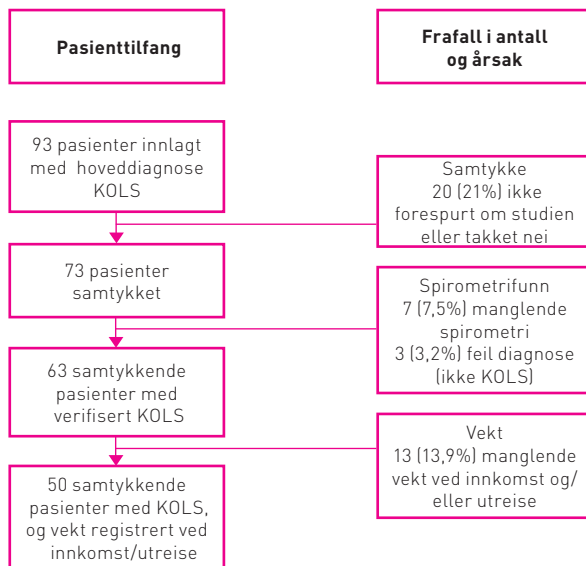 Pasienttilfang
Frafall i antall
og årsak
93 pasienter innlagt
med hoveddiagnose
KOLS
Samtykke
20 (21%) ikke
forespurt om studien
eller takket nei
73 pasienter
samtykket
Spirometrifunn
7 (7,5%) manglende
spirometri
3 (3,2%) feil diagnose
(ikke KOLS)
63 samtykkende
pasienter med
verifisert KOLS
Vekt
13 (13,9%) manglende
vekt ved innkomst og/
eller utreise
50 samtykkende
pasienter med KOLS,
og vekt registrert ved
innkomst/utreise